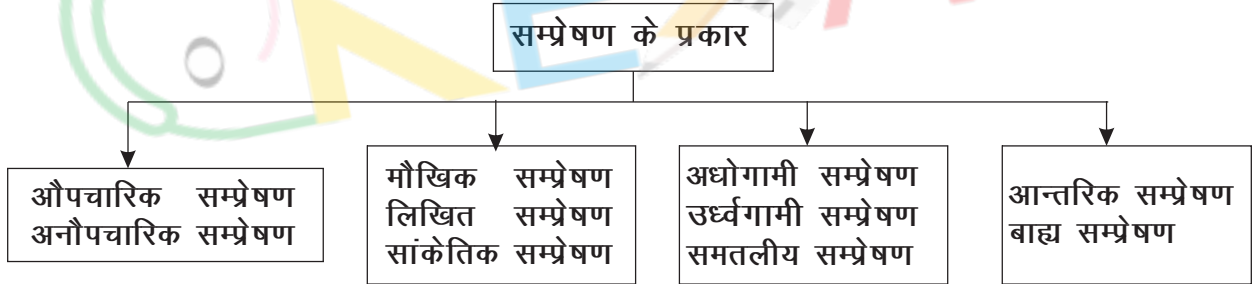 सम्प्रेषण के प्रकार
औपचारिक सम्प्रेषण
अनौपचारिक सम्प्रेषण
मौखिक सम्प्रेषण
लिखित सम्प्रेषण
सांकेतिक सम्प्रेषण
अधोगामी सम्प्रेषण
उर्ध्वगामी सम्प्रेषण
समतलीय सम्प्रेषण
आन्तरिक सम्प्रेषण
बाह्य सम्प्रेषण